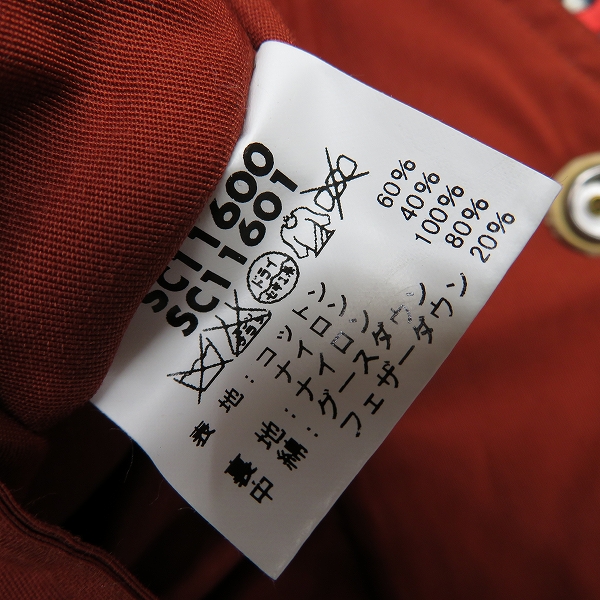 SC11600
SC11601
ドライ
セキユ系
表地:コットン 60%
ナイロン 40%
裏地:ナイロン 100%
中綿:グースダウン 80%
フェザーダウン 20%